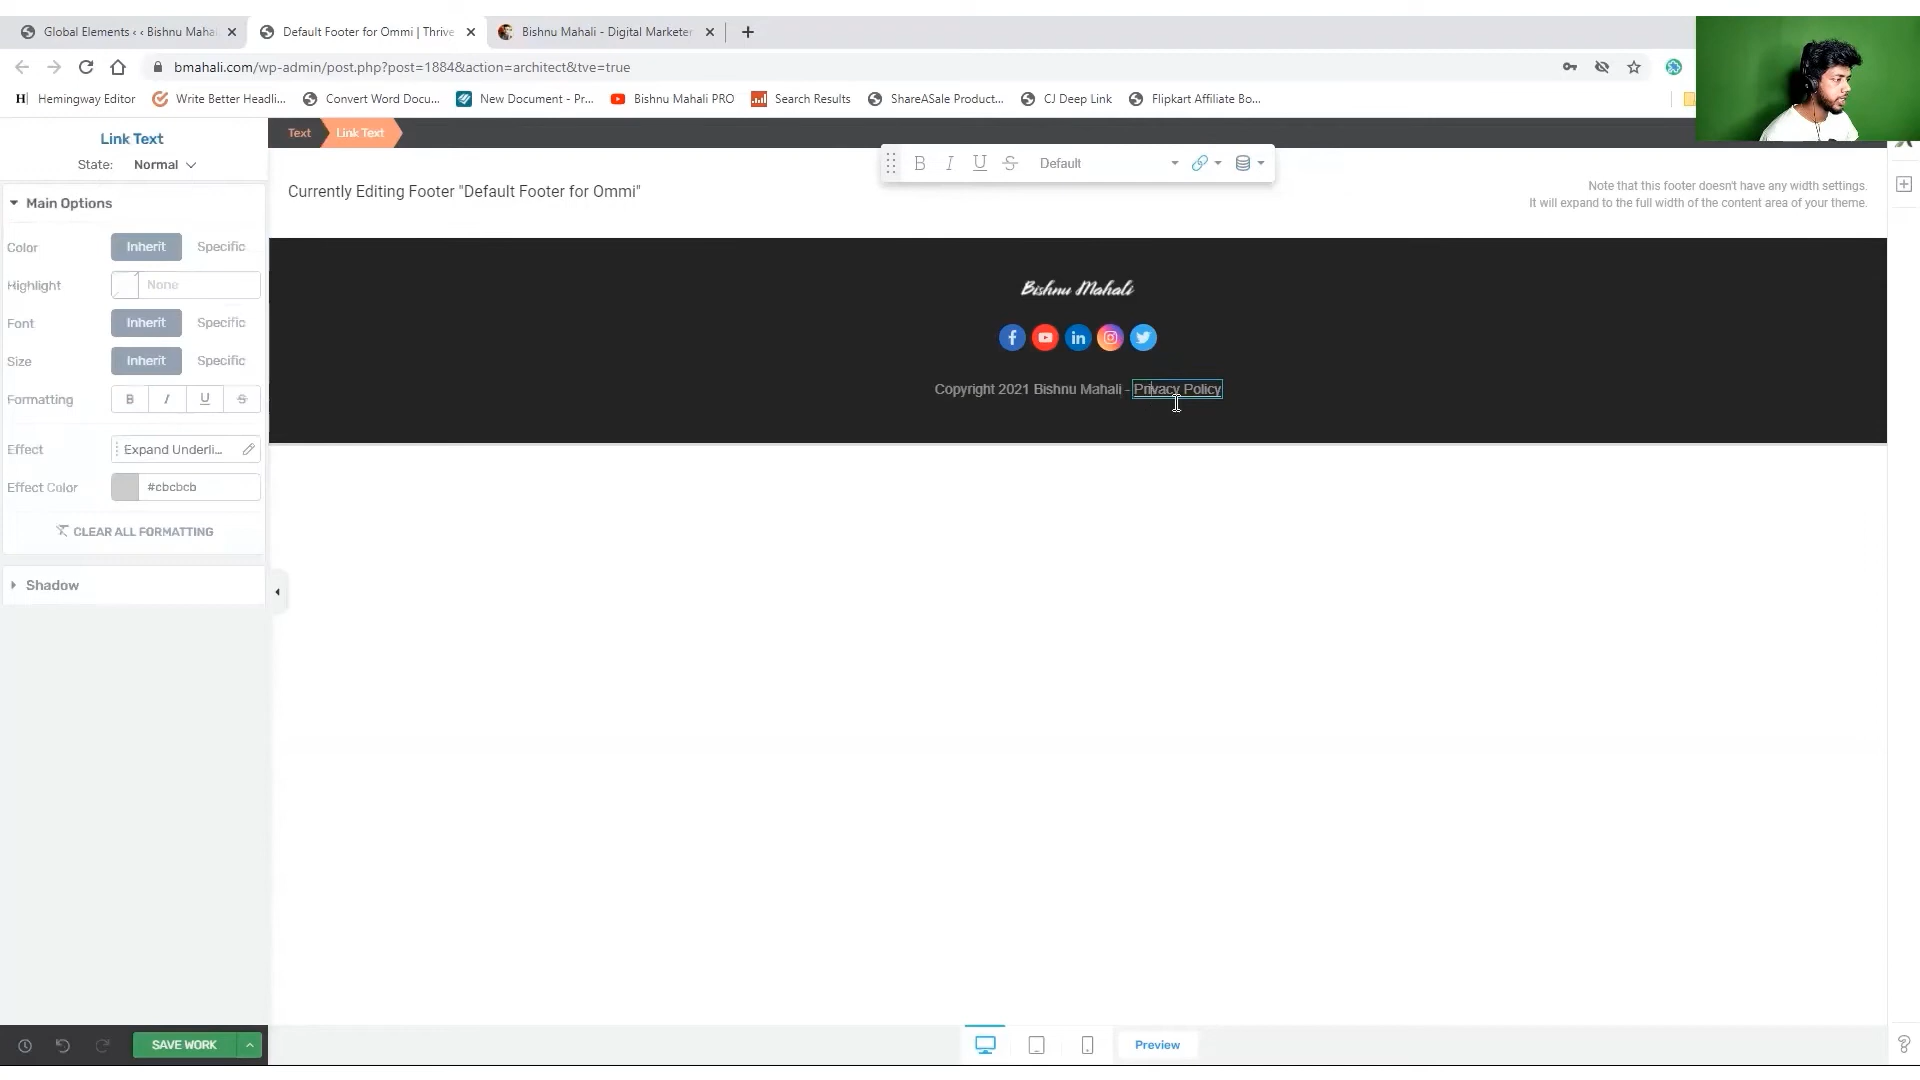 Global Elements ‹ ‹ Bishnu Maha
Default Footer for Ommi | Thrive
Bishnu Mahali - Digital Marketer
bmahali.com/wp-admin/post.php?post=1884&action=architect&tve=true
Hemingway Editor
Write Better Headli...
Convert Word Docu...
New Document - Pr...
Bishnu Mahali PRO
Search Results
ShareASale Product...
CJ Deep Link
Flipkart Affiliate Bo...
Link Text
State: Normal
Text
Link Text
B I U S Default
Currently Editing Footer "Default Footer for Ommi"
Note that this footer doesn't have any width settings.
It will expand to the full width of the content area of your theme.
Main Options
Color Inherit Specific
Highlight None
Font Inherit Specific
Size Inherit Specific
Formatting B I U S
Effect Expand Underli...
Effect Color #cbcbcb
CLEAR ALL FORMATTING
Shadow
Bishnu Mahali
Copyright 2021 Bishnu Mahali - Privacy Policy
SAVE WORK
Preview